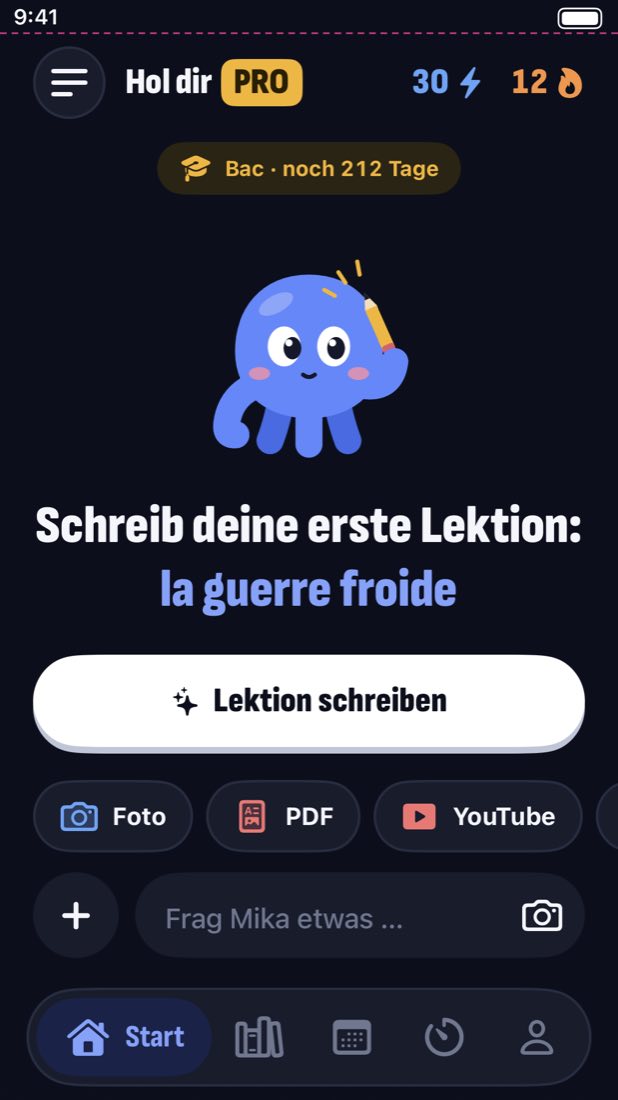 9:41
Hol dir PRO
30
12
Bac · noch 212 Tage
Schreib deine erste Lektion:
la guerre froide
Lektion schreiben
Foto
PDF
YouTube
Frag Mika etwas ...
Start